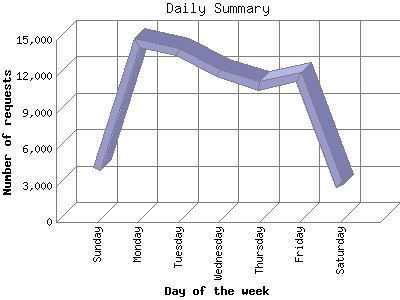 Daily Summary
Number of requests
15,000
12,000
9,000
6,000
3,000
0
Sunday
Monday
Tuesday
Wednesday
Thursday
Friday
Saturday
Day of the week